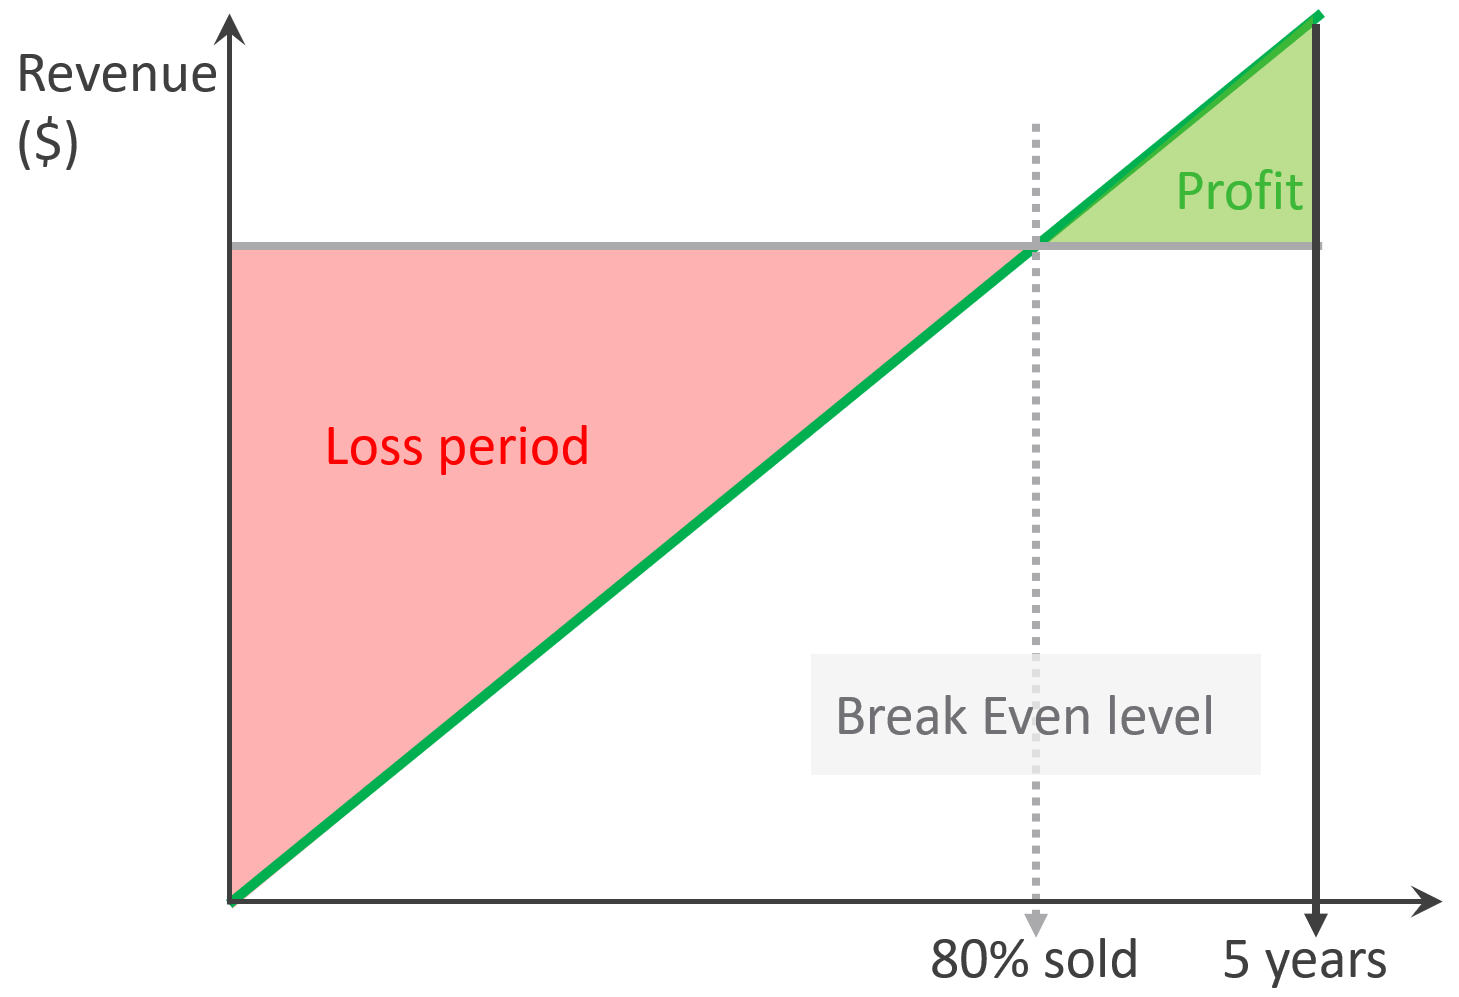 Revenue
($)
Profit
Loss period
Break Even level
80% sold
5 years